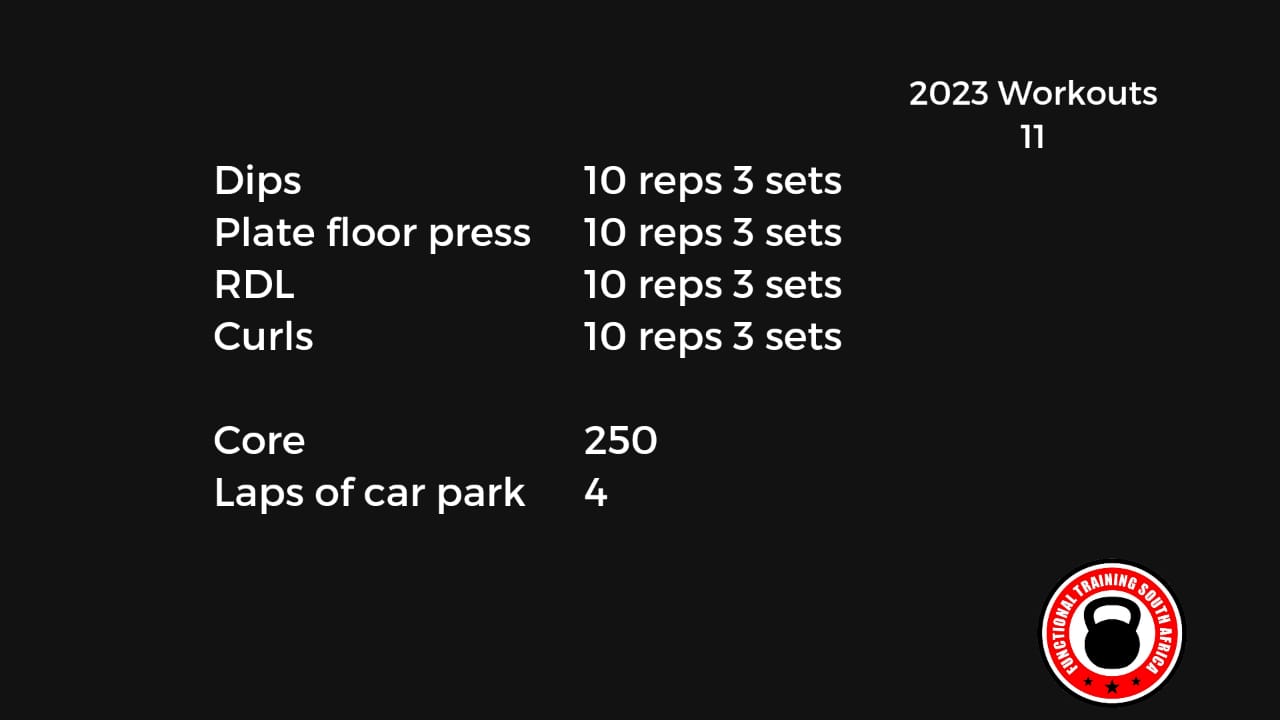 2023 Workouts
11
Dips 10 reps 3 sets
Plate floor press 10 reps 3 sets
RDL 10 reps 3 sets
Curls 10 reps 3 sets
Core 250
Laps of car park 4
FUNCTIONAL TRAINING SOUTH AFRICA